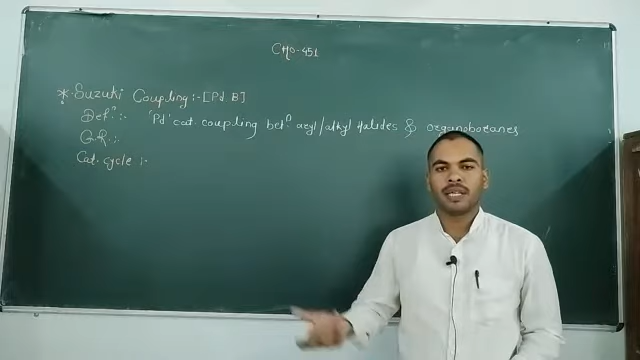 CHO-451
* Suzuki Coupling :- [Pd B]
Defⁿ :- 'Pd' cat. coupling betⁿ aryl/alkyl Halides & organoboranes
G.R. :-
Cat. cycle :-